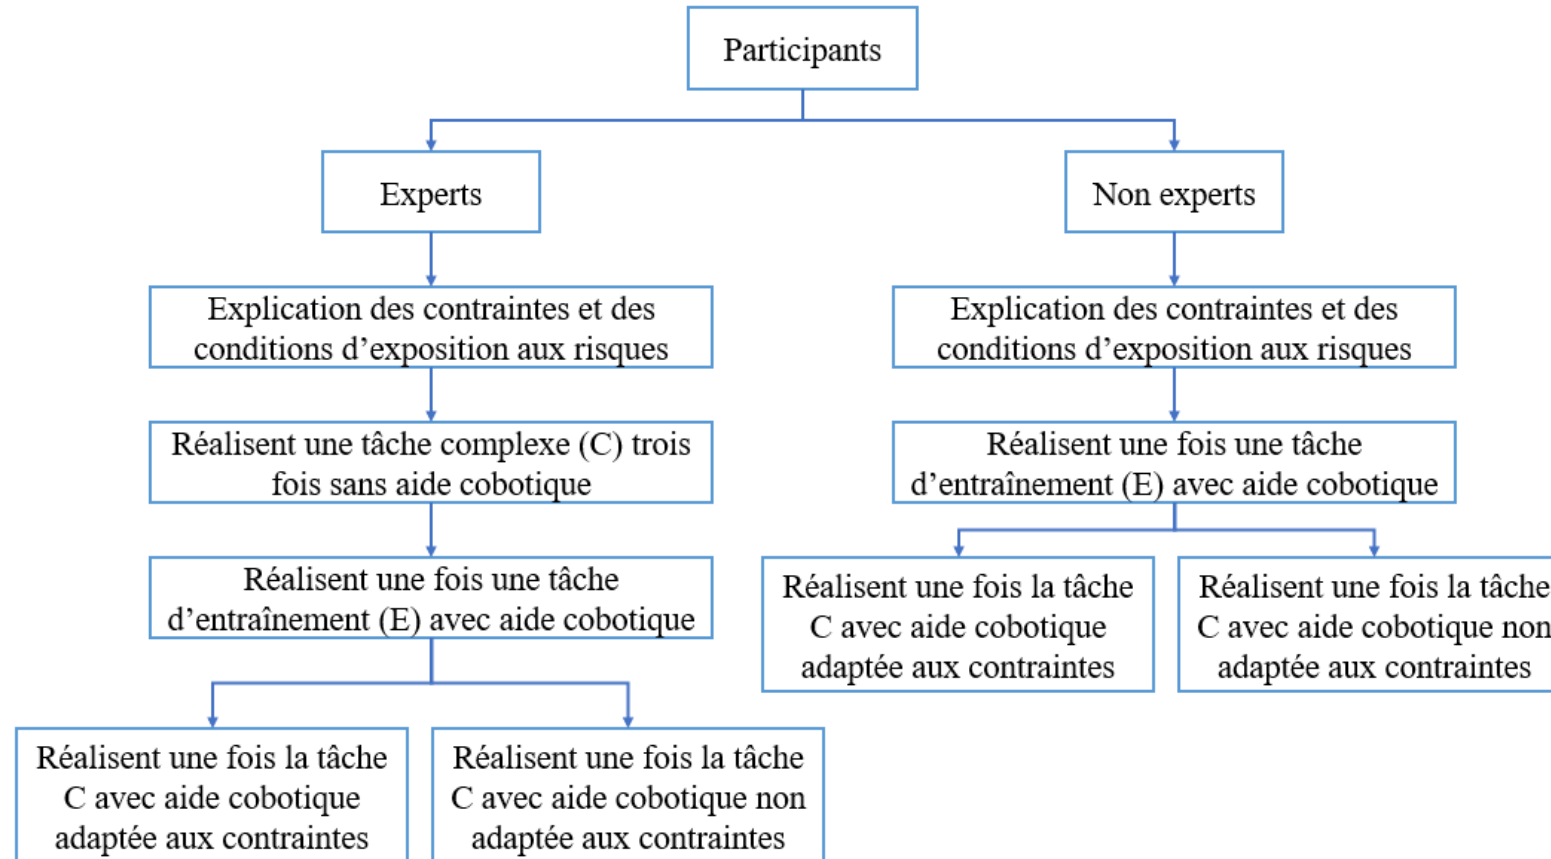 Participants
Experts
Non experts
Explication des contraintes et des
conditions d'exposition aux risques
Explication des contraintes et des
conditions d'exposition aux risques
Réalisent une tâche complexe (C) trois
fois sans aide cobotique
Réalisent une fois une tâche
d'entraînement (E) avec aide cobotique
Réalisent une fois une tâche
d'entraînement (E) avec aide cobotique
Réalisent une fois la tâche
C avec aide cobotique
adaptée aux contraintes
Réalisent une fois la tâche
C avec aide cobotique non
adaptée aux contraintes
Réalisent une fois la tâche
C avec aide cobotique
adaptée aux contraintes
Réalisent une fois la tâche
C avec aide cobotique non
adaptée aux contraintes